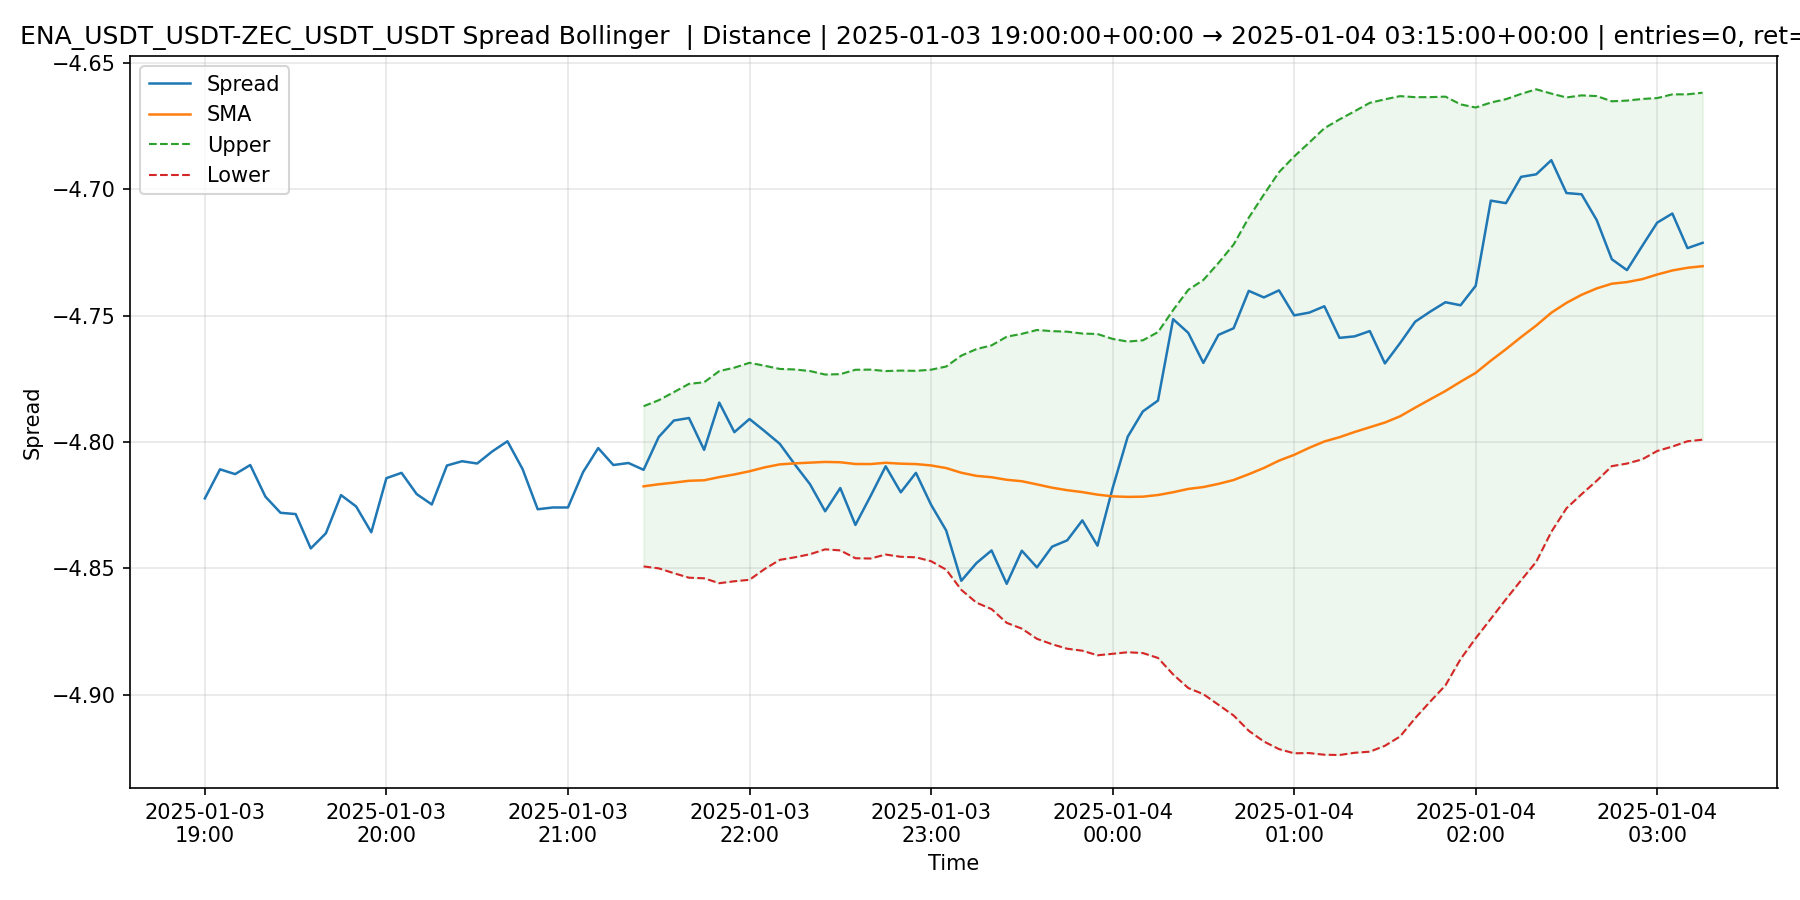 ENA_USDT_USDT-ZEC_USDT_USDT Spread Bollinger | Distance | 2025-01-03 19:00:00+00:00 → 2025-01-04 03:15:00+00:00 | entries=0, ret=
Spread
SMA
Upper
Lower
−4.65
−4.70
−4.75
−4.80
−4.85
−4.90
Spread
2025-01-03 2025-01-03 2025-01-03 2025-01-03 2025-01-03 2025-01-04 2025-01-04 2025-01-04 2025-01-04
19:00 20:00 21:00 22:00 23:00 00:00 01:00 02:00 03:00
Time